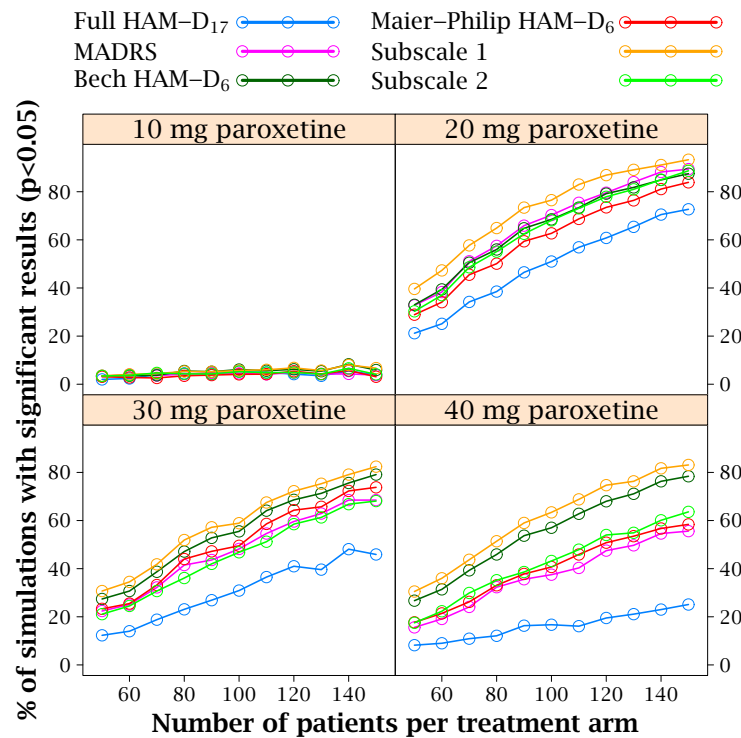 Full HAM–D17
MADRS
Bech HAM–D6
Maier–Philip HAM–D6
Subscale 1
Subscale 2
% of simulations with significant results (p<0.05)
10 mg paroxetine
20 mg paroxetine
80
60
40
20
0
80
60
40
20
0
30 mg paroxetine
40 mg paroxetine
80
60
40
20
0
80
60
40
20
0
60 80 100 120 140
60 80 100 120 140
Number of patients per treatment arm